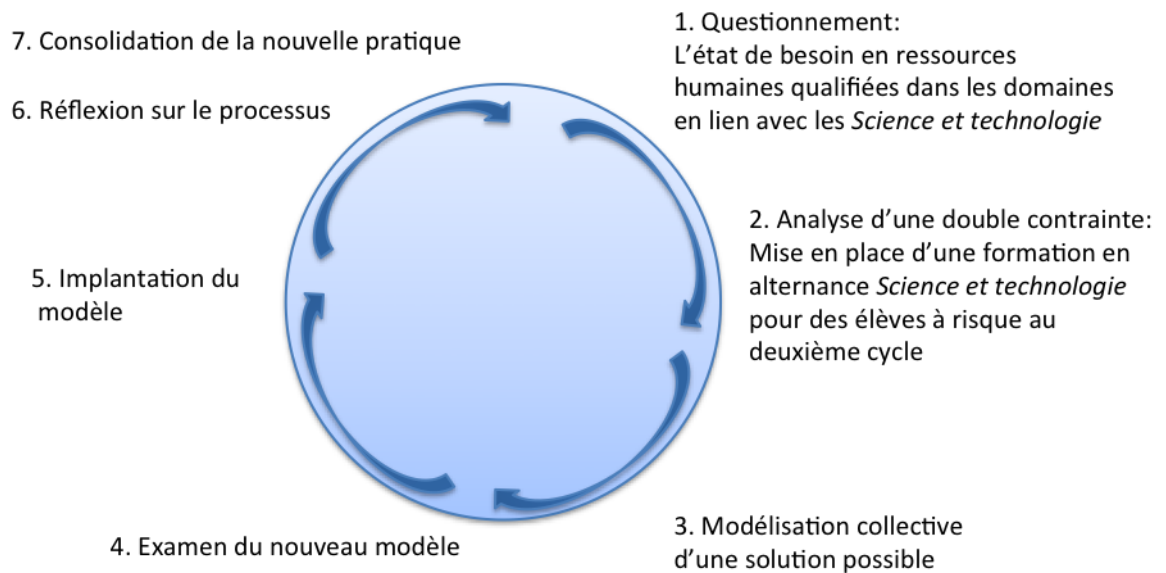 1. Questionnement:
L’état de besoin en ressources
humaines qualifiées dans les domaines
en lien avec les Science et technologie
2. Analyse d’une double contrainte:
Mise en place d’une formation en
alternance Science et technologie
pour des élèves à risque au
deuxième cycle
3. Modélisation collective
d’une solution possible
4. Examen du nouveau modèle
5. Implantation du
modèle
6. Réflexion sur le processus
7. Consolidation de la nouvelle pratique